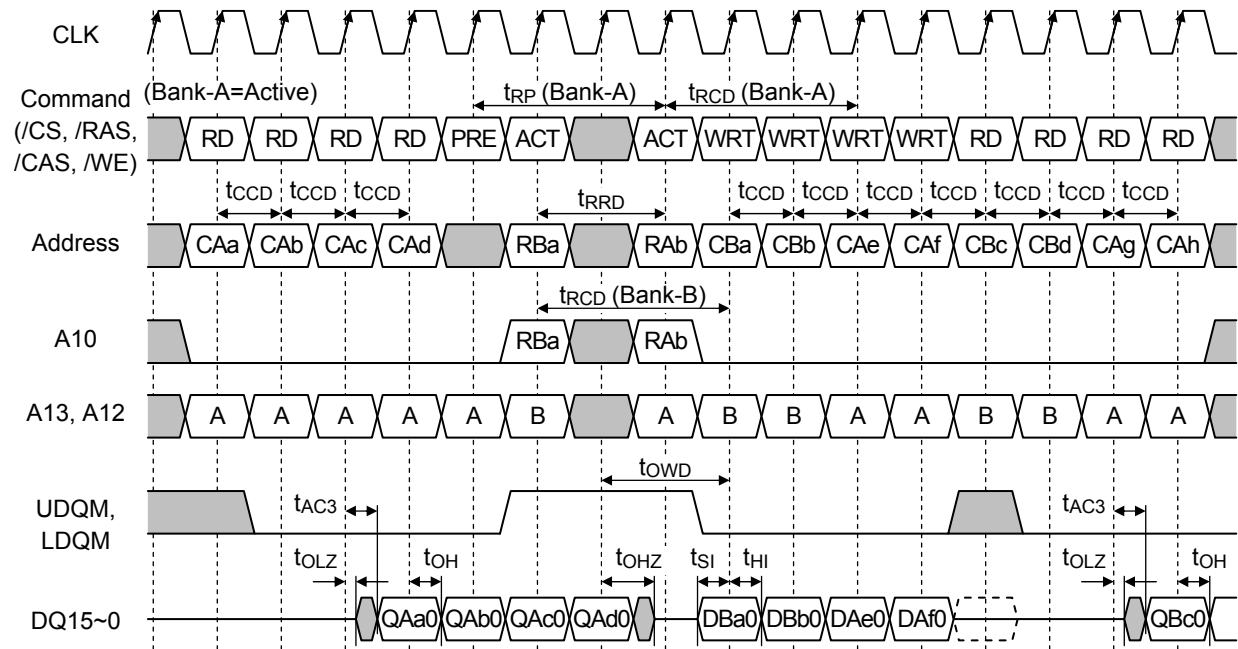 CLK
Command (Bank-A=Active) tRP (Bank-A) tRCD (Bank-A)
(/CS, /RAS, RD RD RD RD PRE ACT ACT WRT WRT WRT WRT RD RD RD RD
/CAS, /WE)
tCCD tCCD tCCD tRRD tCCD tCCD tCCD tCCD tCCD tCCD tCCD
Address CAa CAb CAc CAd RBa RAb CBa CBb CAe CAf CBc CBd CAg CAh
tRCD (Bank-B)
A10 RBa RAb
A13, A12 A A A A A B A B B A A B B A A
tOWD
UDQM, tAC3 tAC3
LDQM
tOLZ tOH tOHZ tSI tHI tOLZ tOH
DQ15~0 QAa0 QAb0 QAc0 QAd0 DBa0 DBb0 DAe0 DAf0 QBc0